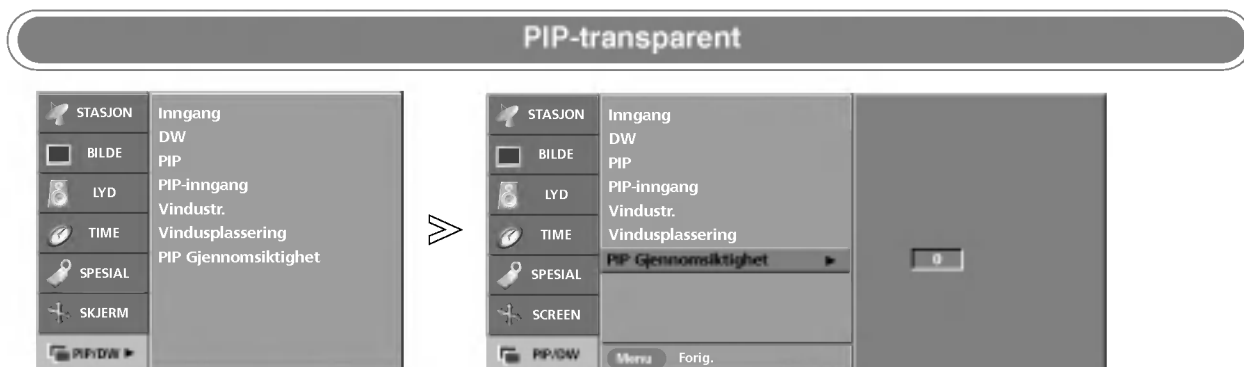 PIP-transparent
STASJON
BILDE
LYD
TIME
SPESIAL
SKJERM
PIP/DW ►
Inngang
DW
PIP
PIP-inngang
Vindustr.
Vindusplassering
PIP Gjennomsiktighet
STASJON
BILDE
LYD
TIME
SPESIAL
SCREEN
PIP/DW
Inngang
DW
PIP
PIP-inngang
Vindustr.
Vindusplassering
PIP Gjennomsiktighet ►
Menu Forig.
0